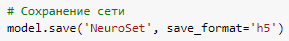 # Сохранение сети
model.save('NeuroSet', save_format='h5')